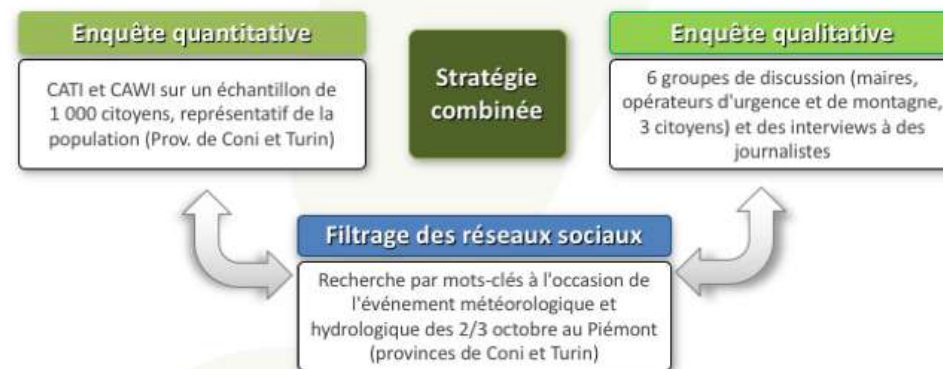 Enquête quantitative
CATI et CAWI sur un échantillon de
1 000 citoyens, représentatif de la
population (Prov. de Coni et Turin)
Stratégie
combinée
Enquête qualitative
6 groupes de discussion (maires,
opérateurs d'urgence et de montagne,
3 citoyens) et des interviews à des
journalistes
Filtrage des réseaux sociaux
Recherche par mots-clés à l'occasion de
l'événement météorologique et
hydrologique des 2/3 octobre au Piémont
(provinces de Coni et Turin)